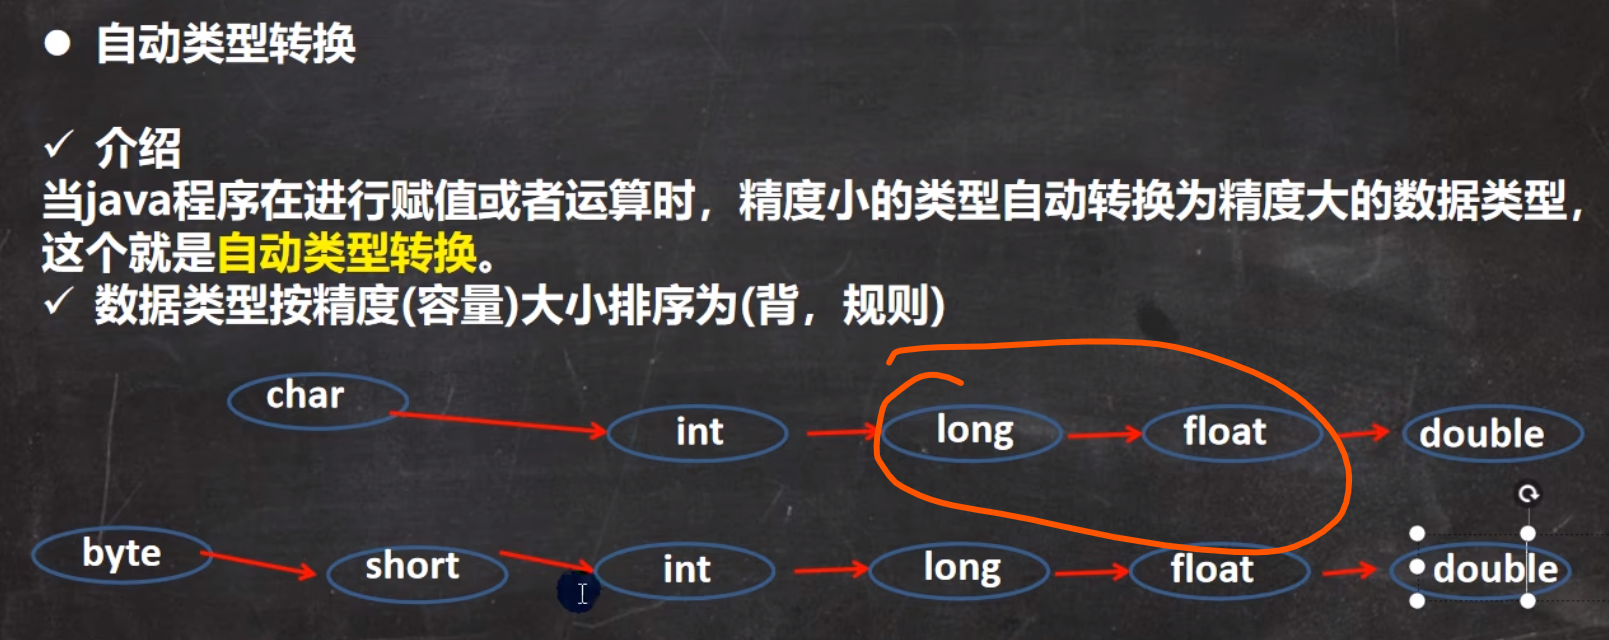 ● 自动类型转换
✓ 介绍
当java程序在进行赋值或者运算时，精度小的类型自动转换为精度大的数据类型，
这个就是自动类型转换。
✓ 数据类型按精度(容量)大小排序为(背，规则)
char int long float double
byte short int long float double